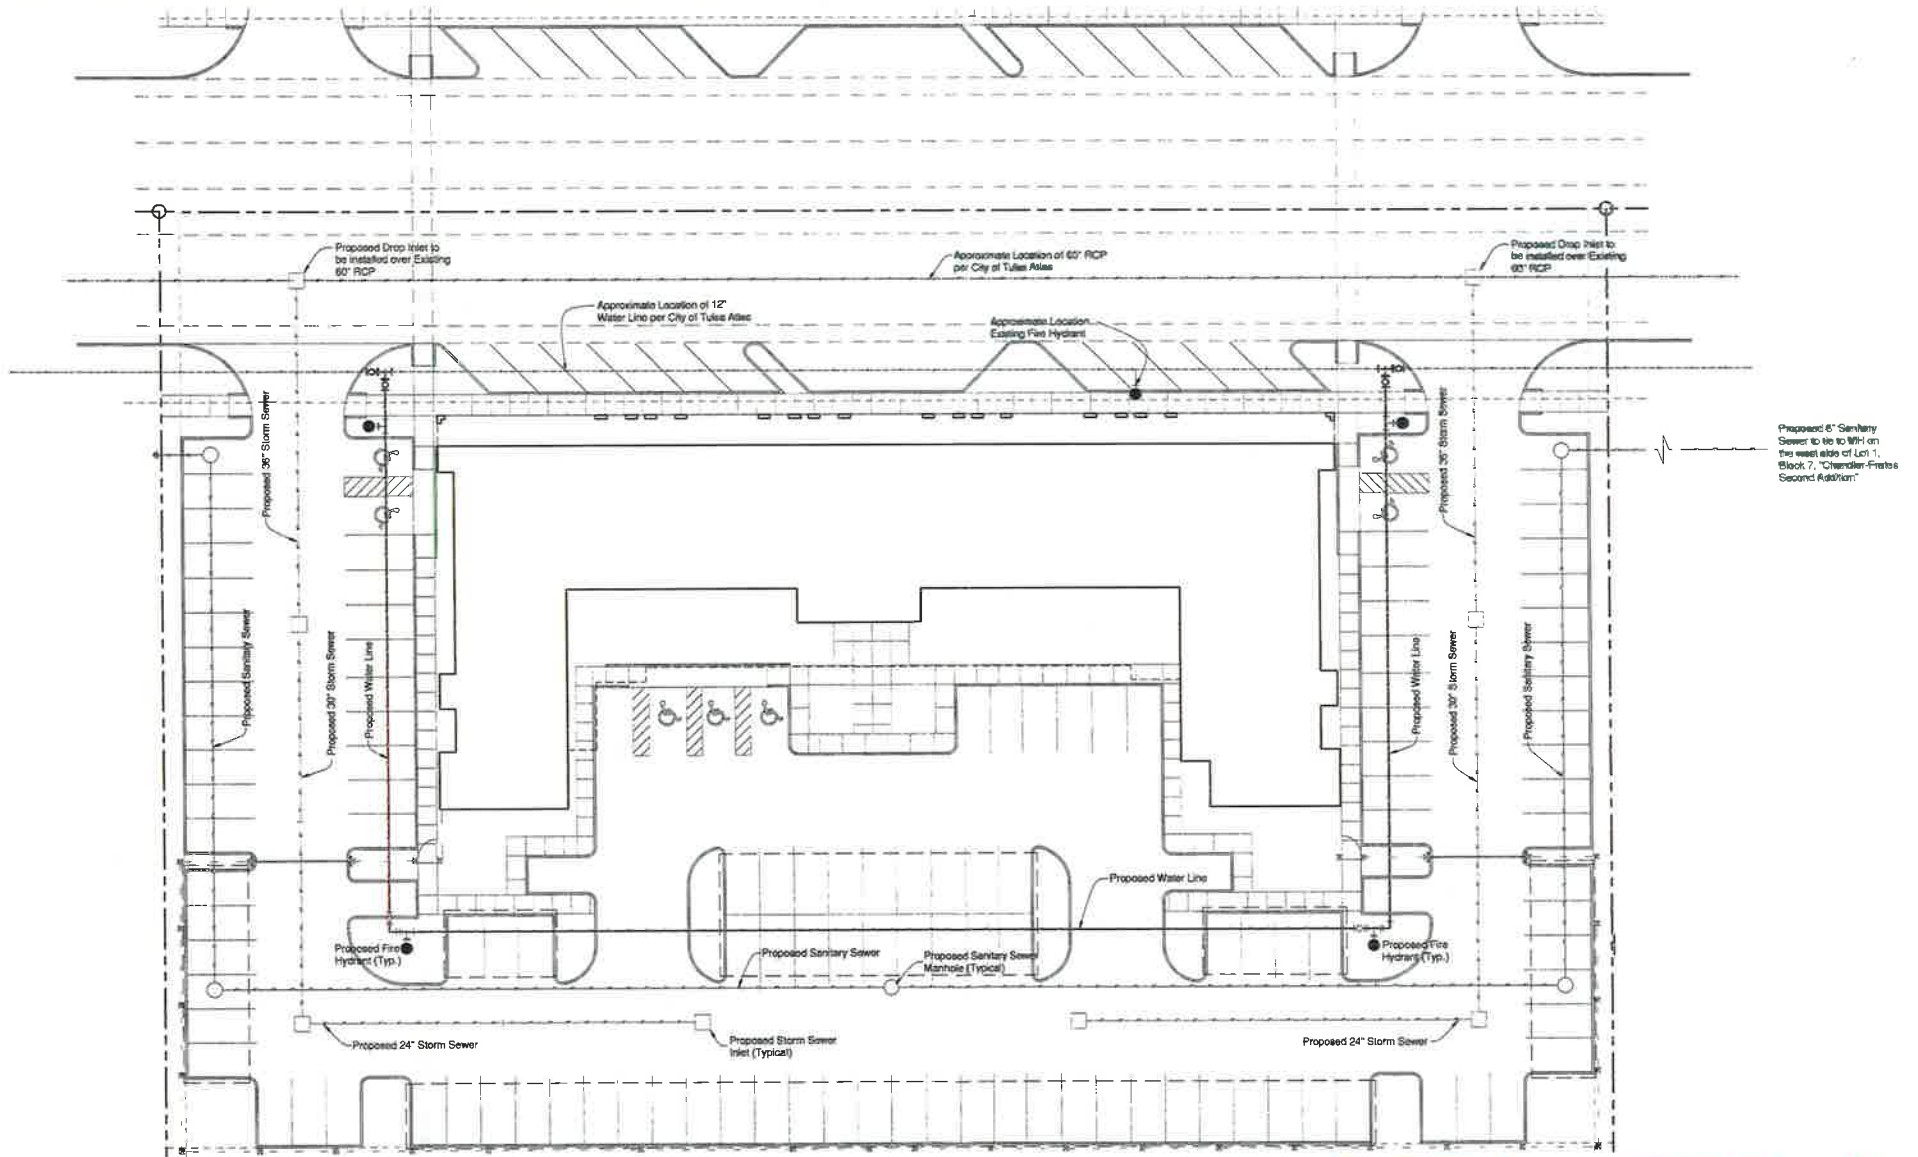 Proposed Drop Inlet to
be installed over Existing
60" RCP
Approximate Location of 60" RCP
per City of Tulsa Atlas
Proposed Drop Inlet to
be installed over Existing
60" RCP
Approximate Location of 12"
Water Line per City of Tulsa Atlas
Approximate Location
Existing Fire Hydrant
Proposed 36" Storm Sewer
Proposed 36" Storm Sewer
Proposed 6" Sanitary
Sewer to tie to MH on
the west side of Lot 1,
Block 7, "Chandler-Frates
Second Addition"
Proposed Sanitary Sewer
Proposed 30" Storm Sewer
Proposed Water Line
Proposed Water Line
Proposed 30" Storm Sewer
Proposed Sanitary Sewer
Proposed Water Line
Proposed Fire
Hydrant (Typ.)
Proposed Sanitary Sewer
Proposed Sanitary Sewer
Manhole (Typical)
Proposed Fire
Hydrant (Typ.)
Proposed 24" Storm Sewer
Proposed Storm Sewer
Inlet (Typical)
Proposed 24" Storm Sewer